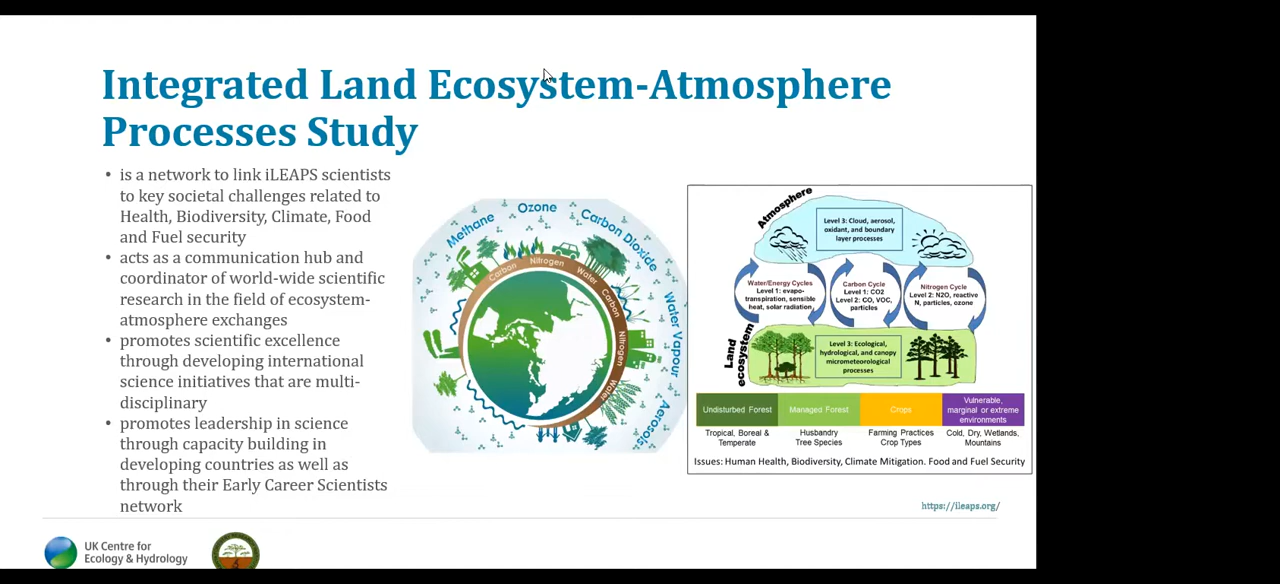 Integrated Land Ecosystem-Atmosphere
Processes Study
• is a network to link iLEAPS scientists
to key societal challenges related to
Health, Biodiversity, Climate, Food
and Fuel security
• acts as a communication hub and
coordinator of world-wide scientific
research in the field of ecosystem-
atmosphere exchanges
• promotes scientific excellence
through developing international
science initiatives that are multi-
disciplinary
• promotes leadership in science
through capacity building in
developing countries as well as
through their Early Career Scientists
network
Methane
Ozone
Carbon Dioxide
Water Vapour
Aerosols
Carbon
Nitrogen
Water
Carbon
Nitrogen
Water
Atmosphere
Level 3: Cloud, aerosol,
oxidant, and boundary
layer processes
Water/Energy Cycles
Level 1: evapo-
transpiration, sensible
heat, solar radiation
Carbon Cycle
Level 1: CO2
Level 2: CO, VOC,
particles
Nitrogen Cycle
Level 2: N2O, reactive
N, particles, ozone
Land
ecosystem
Level 3: Ecological,
hydrological, and canopy
micrometeorological
processes
Undisturbed Forest
Managed Forest
Crops
Vulnerable,
marginal or extreme
environments
Tropical, Boreal &
Temperate
Husbandry
Tree Species
Farming Practices
Crop Types
Cold, Dry, Wetlands,
Mountains
Issues: Human Health, Biodiversity, Climate Mitigation. Food and Fuel Security
https://ileaps.org/
UK Centre for
Ecology & Hydrology